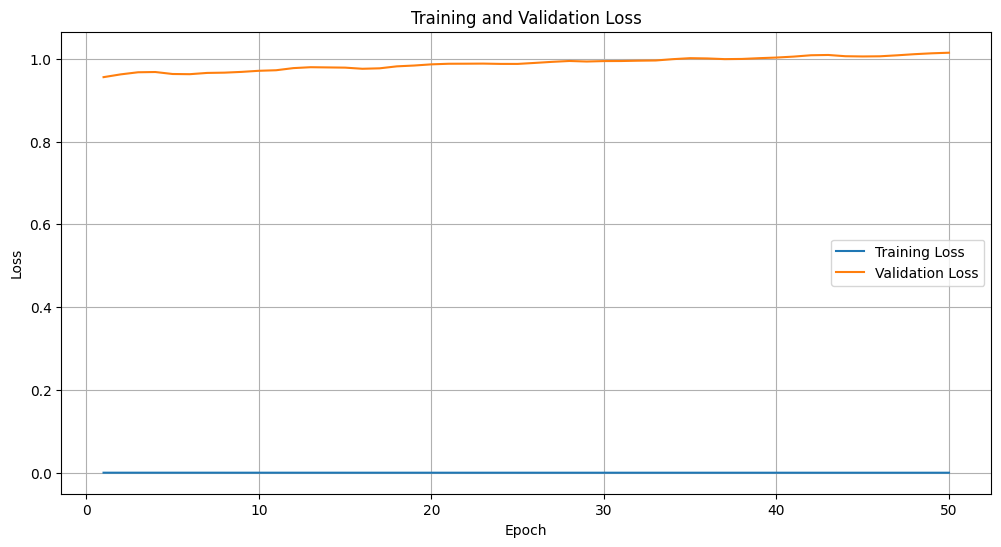 Training and Validation Loss
1.0
0.8
0.6
0.4
0.2
0.0
Loss
Training Loss
Validation Loss
0 10 20 30 40 50
Epoch